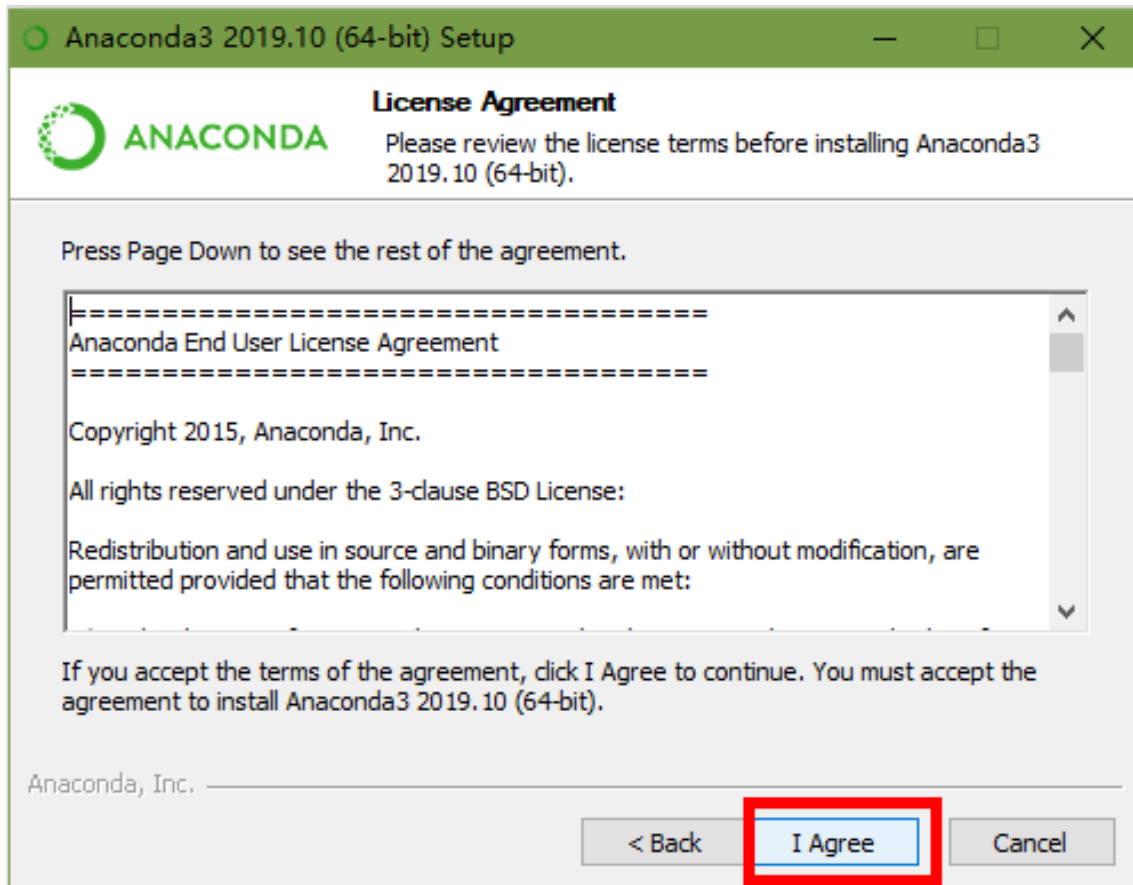 Anaconda3 2019.10 (64-bit) Setup
ANACONDA
License Agreement
Please review the license terms before installing Anaconda3
2019.10 (64-bit).
Press Page Down to see the rest of the agreement.
===================================
Anaconda End User License Agreement
===================================
Copyright 2015, Anaconda, Inc.
All rights reserved under the 3-clause BSD License:
Redistribution and use in source and binary forms, with or without modification, are
permitted provided that the following conditions are met:
If you accept the terms of the agreement, click I Agree to continue. You must accept the
agreement to install Anaconda3 2019.10 (64-bit).
Anaconda, Inc.
< Back
I Agree
Cancel